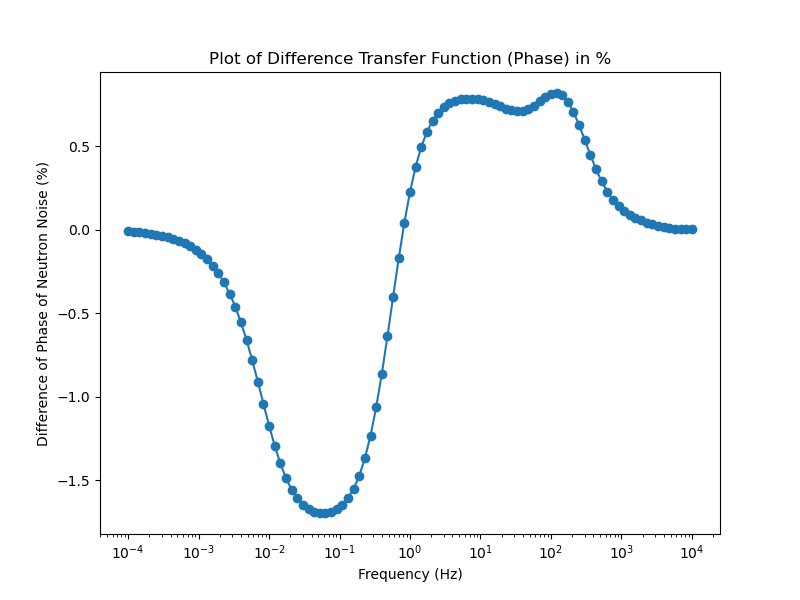 Plot of Difference Transfer Function (Phase) in %
Difference of Phase of Neutron Noise (%)
0.5
0.0
−0.5
−1.0
−1.5
10⁻⁴ 10⁻³ 10⁻² 10⁻¹ 10⁰ 10¹ 10² 10³ 10⁴
Frequency (Hz)